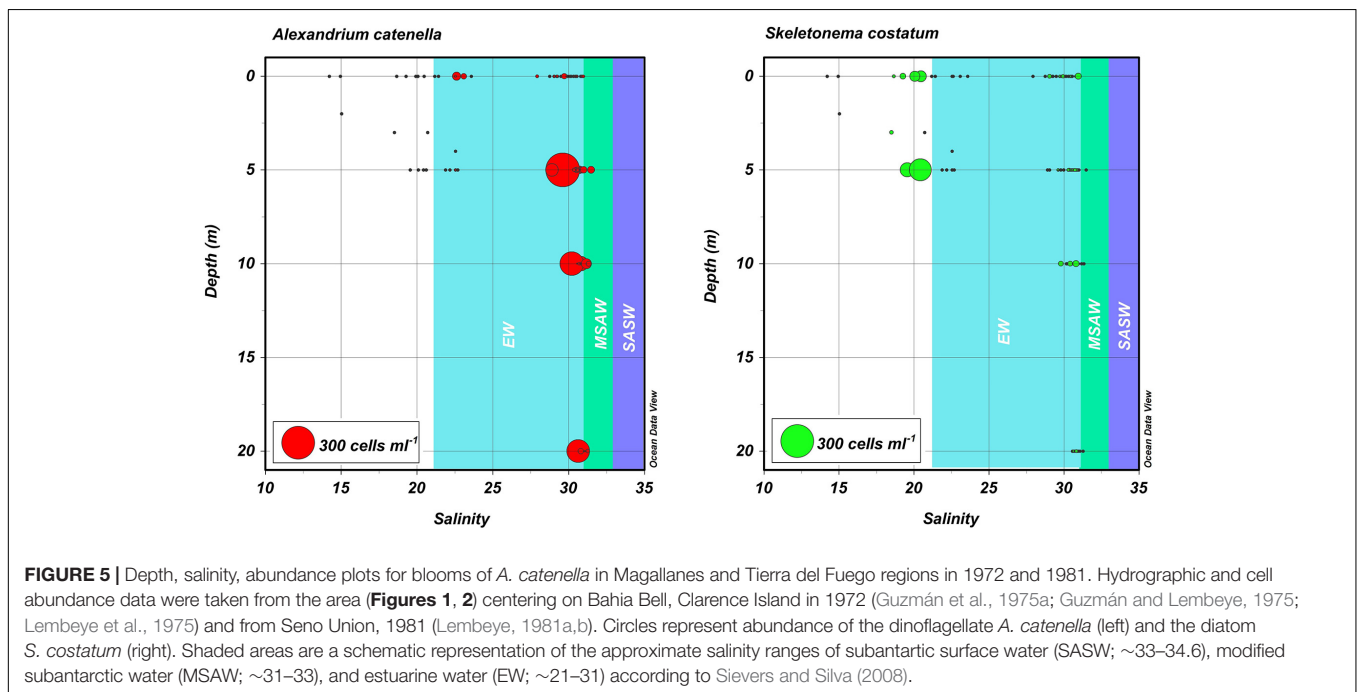 Alexandrium catenella
0
5
10
15
20
Depth (m)
10 15 20 25 30 35
Salinity
EW
MSAW
SASW
300 cells ml⁻¹
Ocean Data View
Skeletonema costatum
0
5
10
15
20
Depth (m)
10 15 20 25 30 35
Salinity
EW
MSAW
SASW
300 cells ml⁻¹
Ocean Data View
FIGURE 5 | Depth, salinity, abundance plots for blooms of A. catenella in Magallanes and Tierra del Fuego regions in 1972 and 1981. Hydrographic and cell
abundance data were taken from the area (Figures 1, 2) centering on Bahia Bell, Clarence Island in 1972 (Guzmán et al., 1975a; Guzmán and Lembeye, 1975;
Lembeye et al., 1975) and from Seno Union, 1981 (Lembeye, 1981a,b). Circles represent abundance of the dinoflagellate A. catenella (left) and the diatom
S. costatum (right). Shaded areas are a schematic representation of the approximate salinity ranges of subantartic surface water (SASW; ~33–34.6), modified
subantarctic water (MSAW; ~31–33), and estuarine water (EW; ~21–31) according to Sievers and Silva (2008).